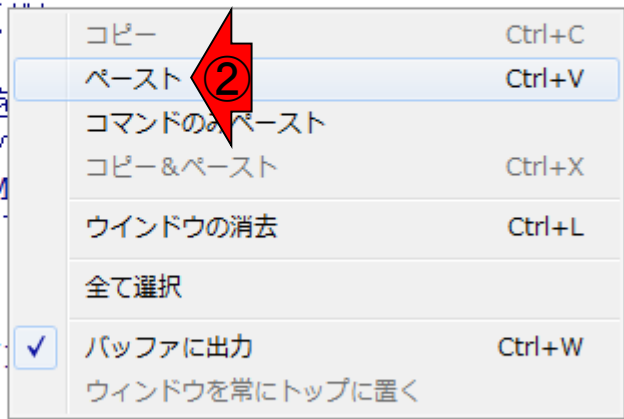 コピー Ctrl+C
ペースト ② Ctrl+V
コマンドのみペースト
コピー&ペースト Ctrl+X
ウインドウの消去 Ctrl+L
全て選択
バッファに出力 Ctrl+W
ウィンドウを常にトップに置く